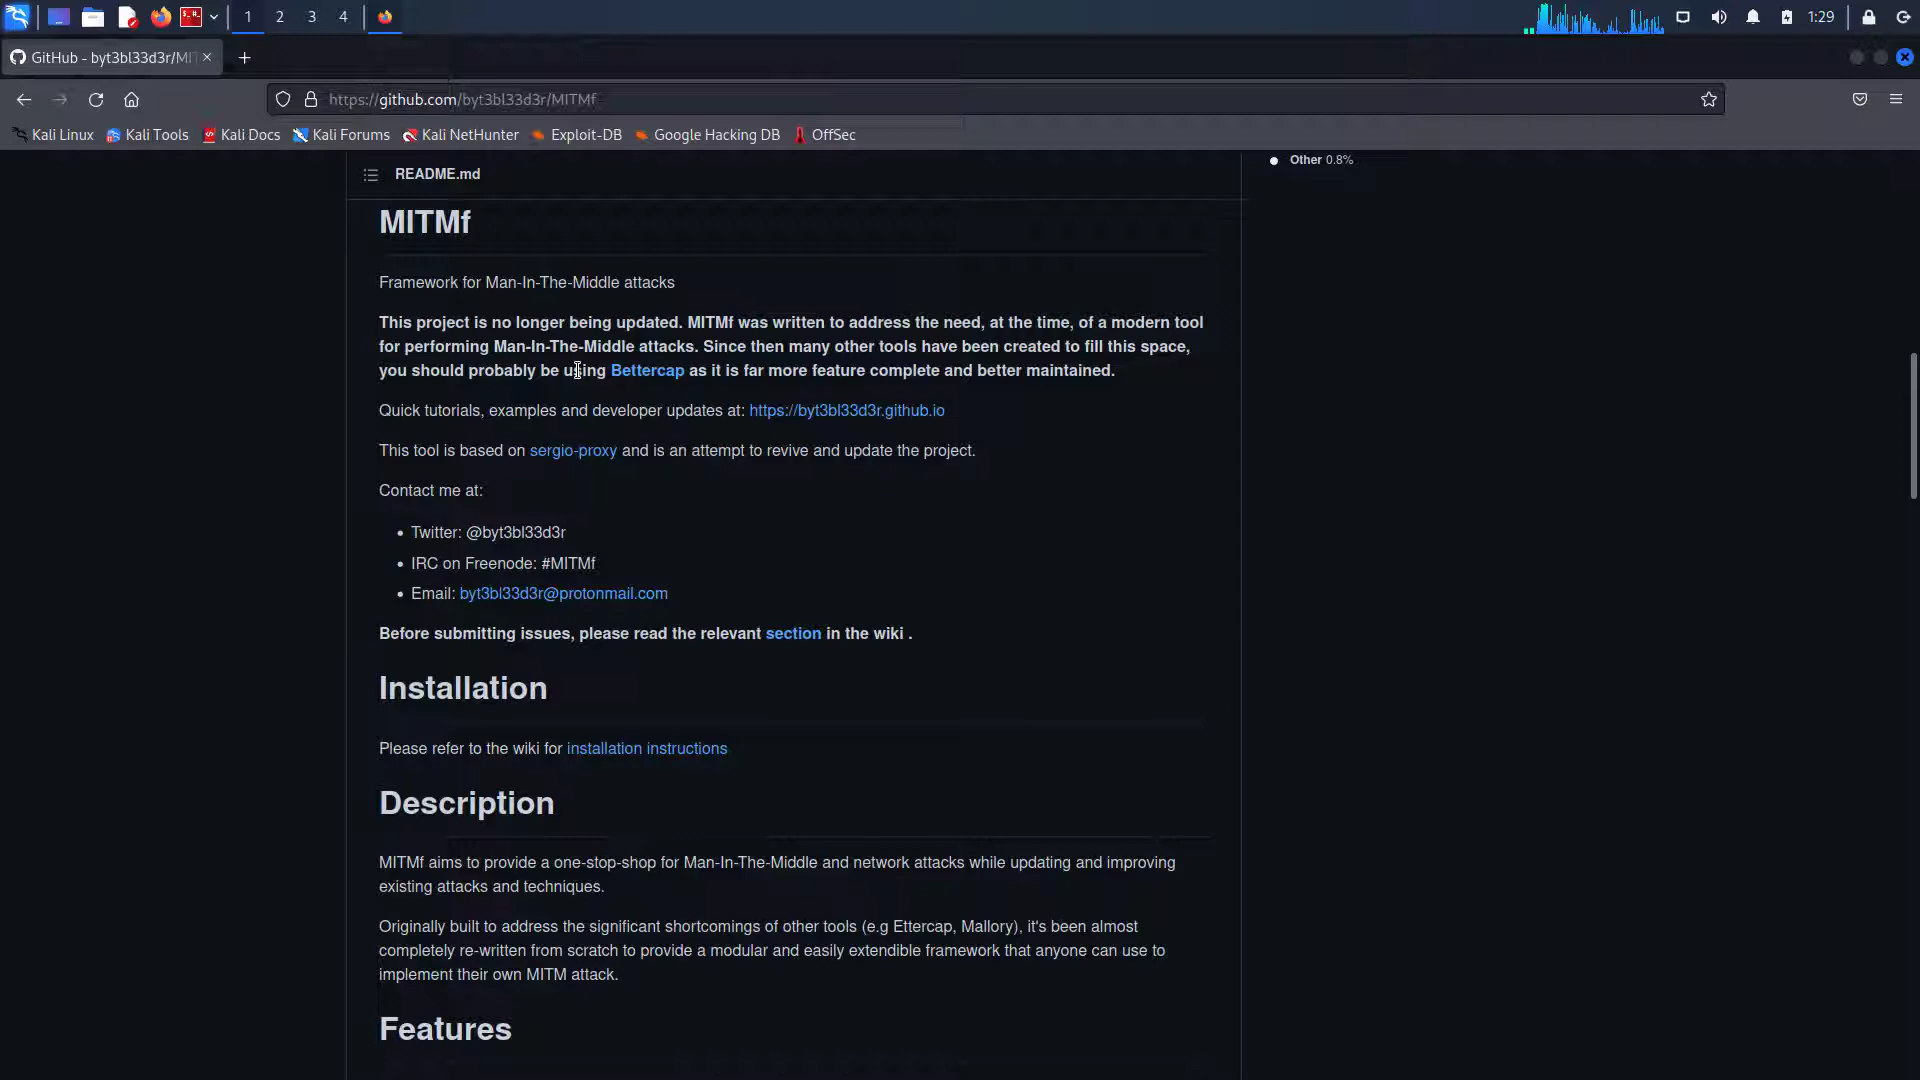 1 2 3 4 1:29
GitHub - byt3bl33d3r/MI
https://github.com/byt3bl33d3r/MITMf
Kali Linux Kali Tools Kali Docs Kali Forums Kali NetHunter Exploit-DB Google Hacking DB OffSec
Other 0.8%
README.md
MITMf
Framework for Man-In-The-Middle attacks
This project is no longer being updated. MITMf was written to address the need, at the time, of a modern tool
for performing Man-In-The-Middle attacks. Since then many other tools have been created to fill this space,
you should probably be using Bettercap as it is far more feature complete and better maintained.
Quick tutorials, examples and developer updates at: https://byt3bl33d3r.github.io
This tool is based on sergio-proxy and is an attempt to revive and update the project.
Contact me at:
• Twitter: @byt3bl33d3r
• IRC on Freenode: #MITMf
• Email: byt3bl33d3r@protonmail.com
Before submitting issues, please read the relevant section in the wiki .
Installation
Please refer to the wiki for installation instructions
Description
MITMf aims to provide a one-stop-shop for Man-In-The-Middle and network attacks while updating and improving
existing attacks and techniques.
Originally built to address the significant shortcomings of other tools (e.g Ettercap, Mallory), it's been almost
completely re-written from scratch to provide a modular and easily extendible framework that anyone can use to
implement their own MITM attack.
Features